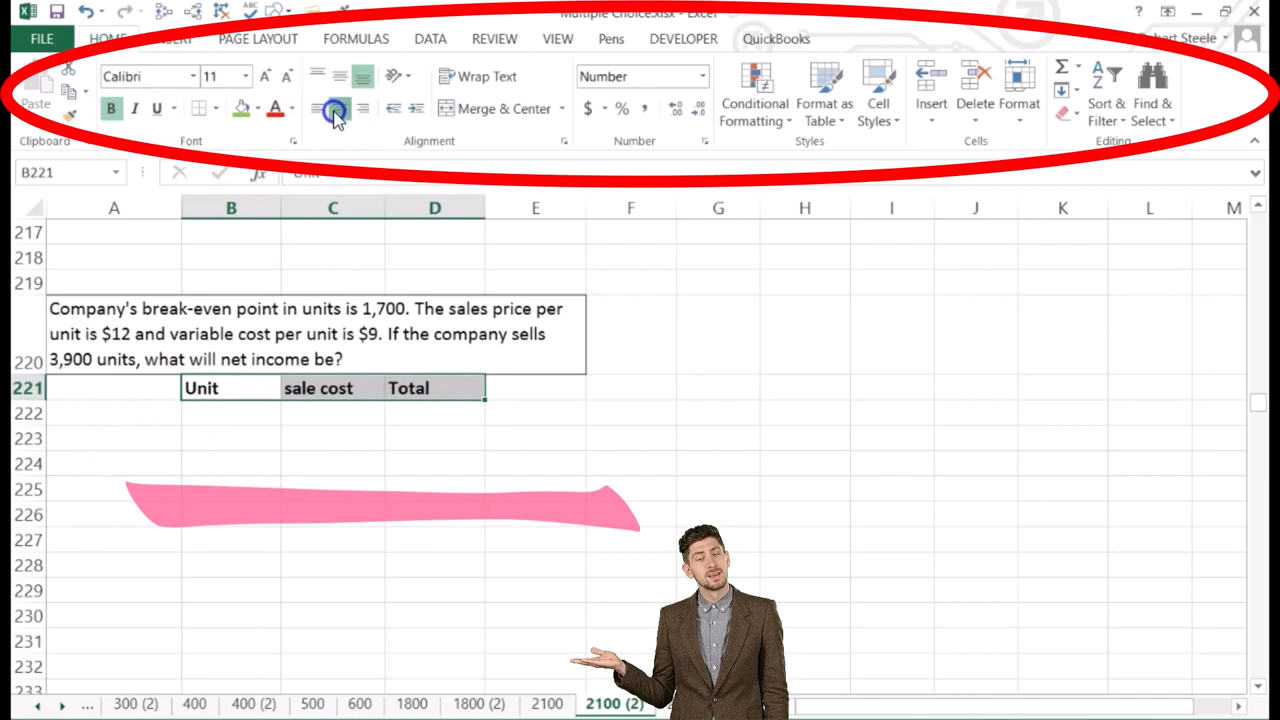 Multiple Choice.xlsx - Excel
FILE HOME INSERT PAGE LAYOUT FORMULAS DATA REVIEW VIEW Pens DEVELOPER QuickBooks Robert Steele
Paste
Calibri 11
B I U
Wrap Text
Merge & Center
Number
$ % ,
Conditional Formatting
Format as Table
Cell Styles
Insert Delete Format
Sort & Filter
Find & Select
Clipboard Font Alignment Number Styles Cells Editing
B221 fx Unit
A B C D E F G H I J K L M
217
218
219
220 Company's break-even point in units is 1,700. The sales price per
unit is $12 and variable cost per unit is $9. If the company sells
3,900 units, what will net income be?
221 Unit sale cost Total
222
223
224
225
226
227
228
229
230
231
232
233
... 300 (2) 400 400 (2) 500 600 1800 1800 (2) 2100 2100 (2)